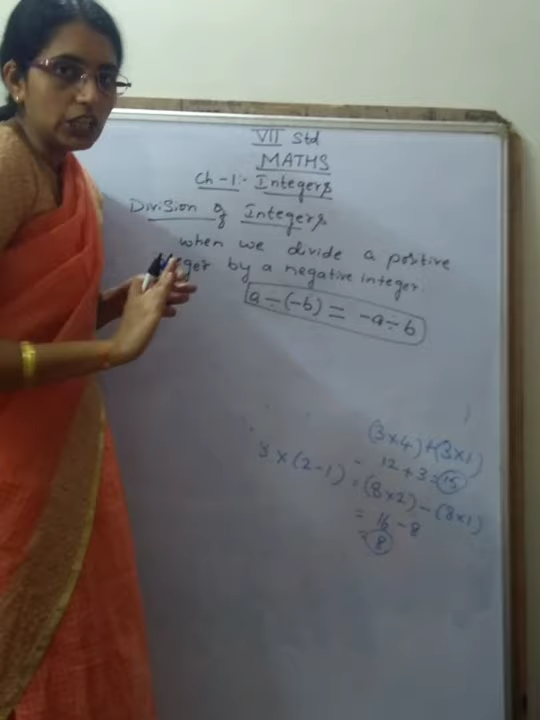 VII Std
MATHS
Ch-1:- Integers
Division of Integers
when we divide a positive
by a negative integer.
a ÷ (-b) = -a ÷ b
(3×4)+(3×1)
12+3=15
×(2-1) = (8×2)-(8×1)
= 16-8
= 8